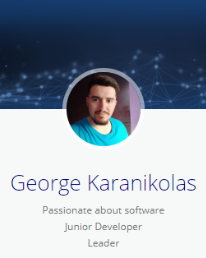 George Karanikolas
Passionate about software
Junior Developer
Leader